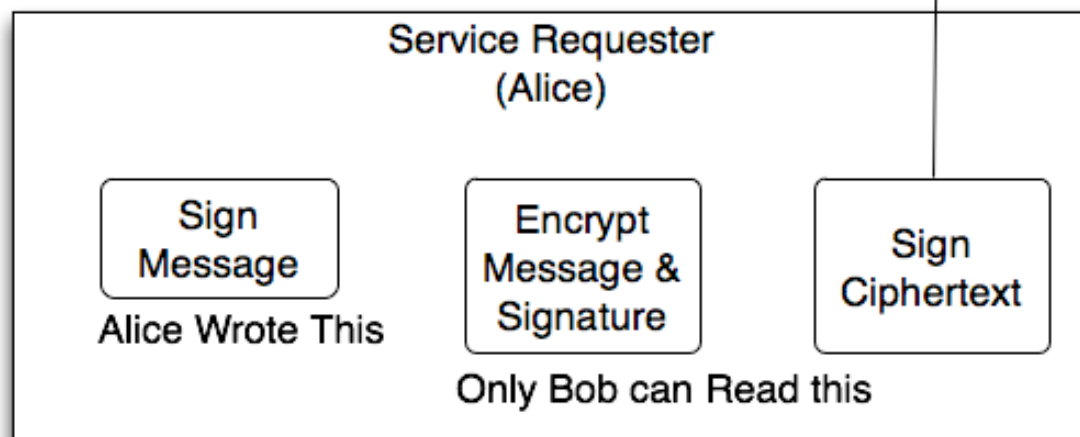 Service Requester
(Alice)
Sign
Message
Alice Wrote This
Encrypt
Message &
Signature
Only Bob can Read this
Sign
Ciphertext